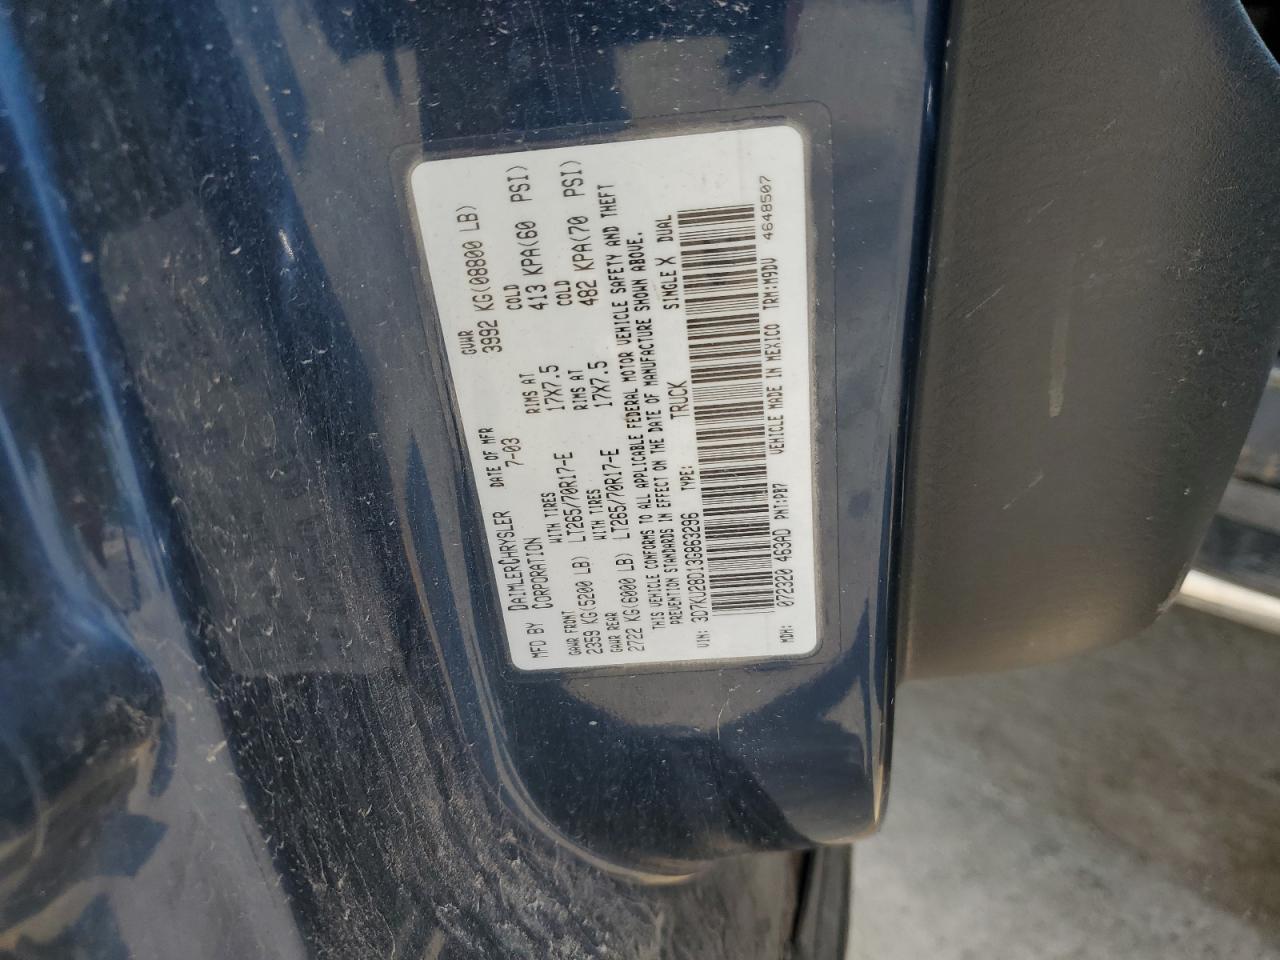 MFD BY DAIMLERCHRYSLER CORPORATION DATE OF MFR 7-03 GVWR 3992 KG(08800 LB)
GAWR FRONT 2359 KG(5200 LB) WITH TIRES LT265/70R17-E RIMS AT 17X7.5 COLD 413 KPA(60 PSI)
GAWR REAR 2722 KG(6000 LB) WITH TIRES LT265/70R17-E RIMS AT 17X7.5 COLD 482 KPA(70 PSI)
THIS VEHICLE CONFORMS TO ALL APPLICABLE FEDERAL MOTOR VEHICLE SAFETY AND THEFT
PREVENTION STANDARDS IN EFFECT ON THE DATE OF MANUFACTURE SHOWN ABOVE.
VIN: 3D7KU28D13G863296 TYPE: TRUCK SINGLE X DUAL
MDH: 072320 463AD PNT:PB7 VEHICLE MADE IN MEXICO TRM:M9DV 4648507